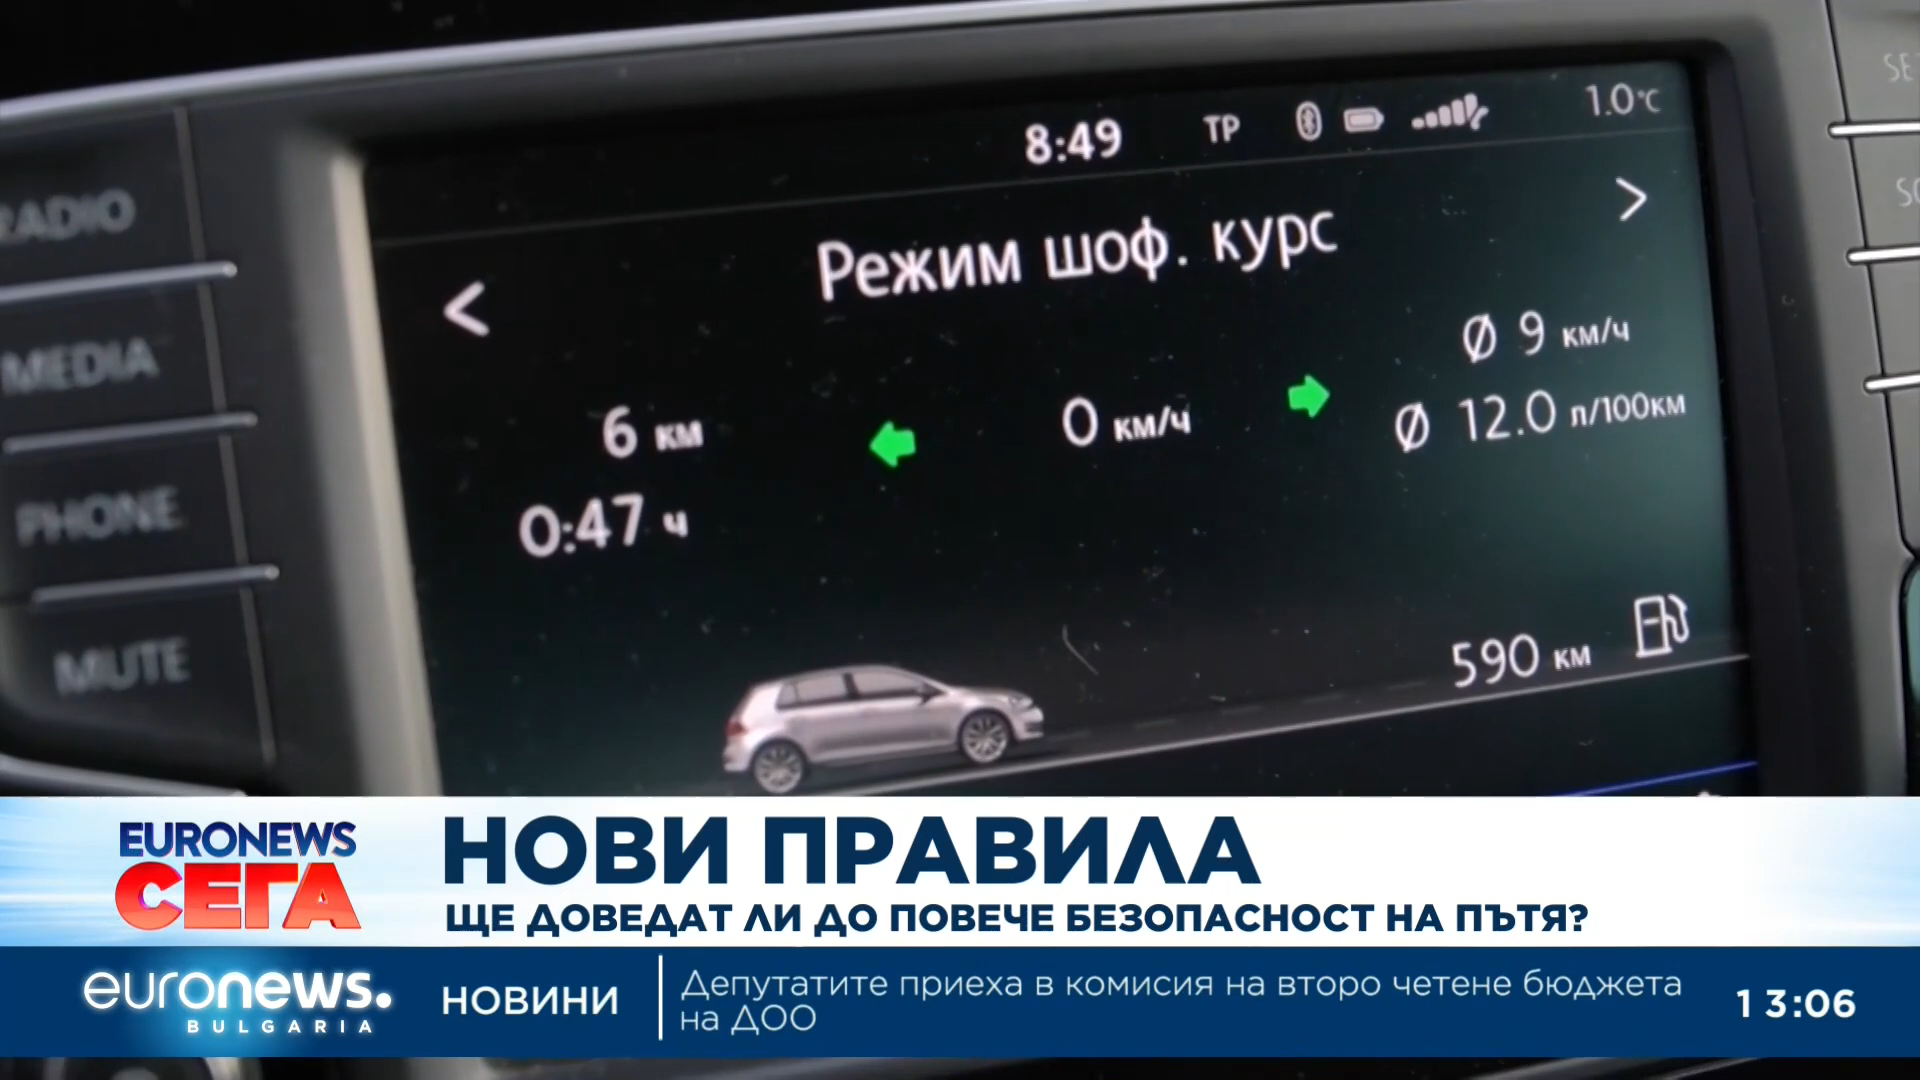 8:49 TP 1.0°C
RADIO
< Режим шоф. курс >
MEDIA
Ø 9 км/ч
6 км 0 км/ч Ø 12.0 л/100км
0:47 ч
PHONE
MUTE
590 км
EURONEWS
СЕГА
НОВИ ПРАВИЛА
ЩЕ ДОВЕДАТ ЛИ ДО ПОВЕЧЕ БЕЗОПАСНОСТ НА ПЪТЯ?
euronews.
BULGARIA
НОВИНИ
Депутатите приеха в комисия на второ четене бюджета
на ДОО
13:06